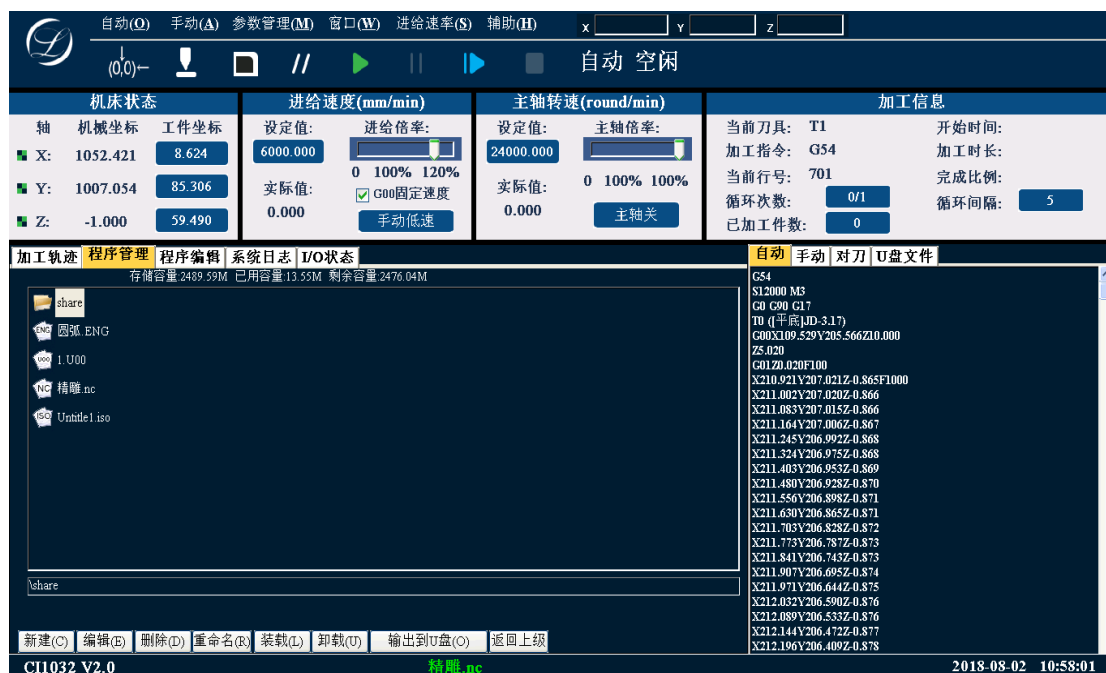 自动(O) 手动(A) 参数管理(M) 窗口(W) 进给速率(S) 辅助(H) X Y Z
(0,0) 自动 空闲
机床状态
轴 机械坐标 工件坐标
X: 1052.421 8.624
Y: 1007.054 85.306
Z: -1.000 59.490
进给速度(mm/min)
设定值: 进给倍率:
6000.000
0 100% 120%
实际值: G00固定速度
0.000 手动低速
主轴转速(round/min)
设定值: 主轴倍率:
24000.000
实际值: 0 100% 100%
0.000 主轴关
加工信息
当前刀具: T1 开始时间:
加工指令: G54 加工时长:
当前行号: 701 完成比例:
循环次数: 0/1 循环间隔: 5
已加工件数: 0
加工轨迹 程序管理 程序编辑 系统日志 I/O状态
存储容量:2489.59M 已用容量:13.55M 剩余容量:2476.04M
share
ENG 圆弧.ENG
U00 1.U00
NC 精雕.nc
ISO Untitle1.iso
\share
新建(C) 编辑(E) 删除(D) 重命名(R) 装载(L) 卸载(U) 输出到U盘(O) 返回上级
自动 手动 对刀 U盘文件
G54
S12000 M3
G0 G90 G17
T0 ([平底]JD-3.17)
G00X109.529Y205.566Z10.000
Z5.020
G01Z0.020F100
X210.921Y207.021Z-0.865F1000
X211.002Y207.020Z-0.866
X211.083Y207.015Z-0.866
X211.164Y207.006Z-0.867
X211.245Y206.992Z-0.868
X211.324Y206.975Z-0.868
X211.403Y206.953Z-0.869
X211.480Y206.928Z-0.870
X211.556Y206.898Z-0.871
X211.630Y206.865Z-0.871
X211.703Y206.828Z-0.872
X211.773Y206.787Z-0.873
X211.841Y206.743Z-0.873
X211.907Y206.695Z-0.874
X211.971Y206.644Z-0.875
X212.032Y206.590Z-0.876
X212.089Y206.533Z-0.876
X212.144Y206.472Z-0.877
X212.196Y206.409Z-0.878
CI1032 V2.0 精雕.nc 2018-08-02 10:58:01